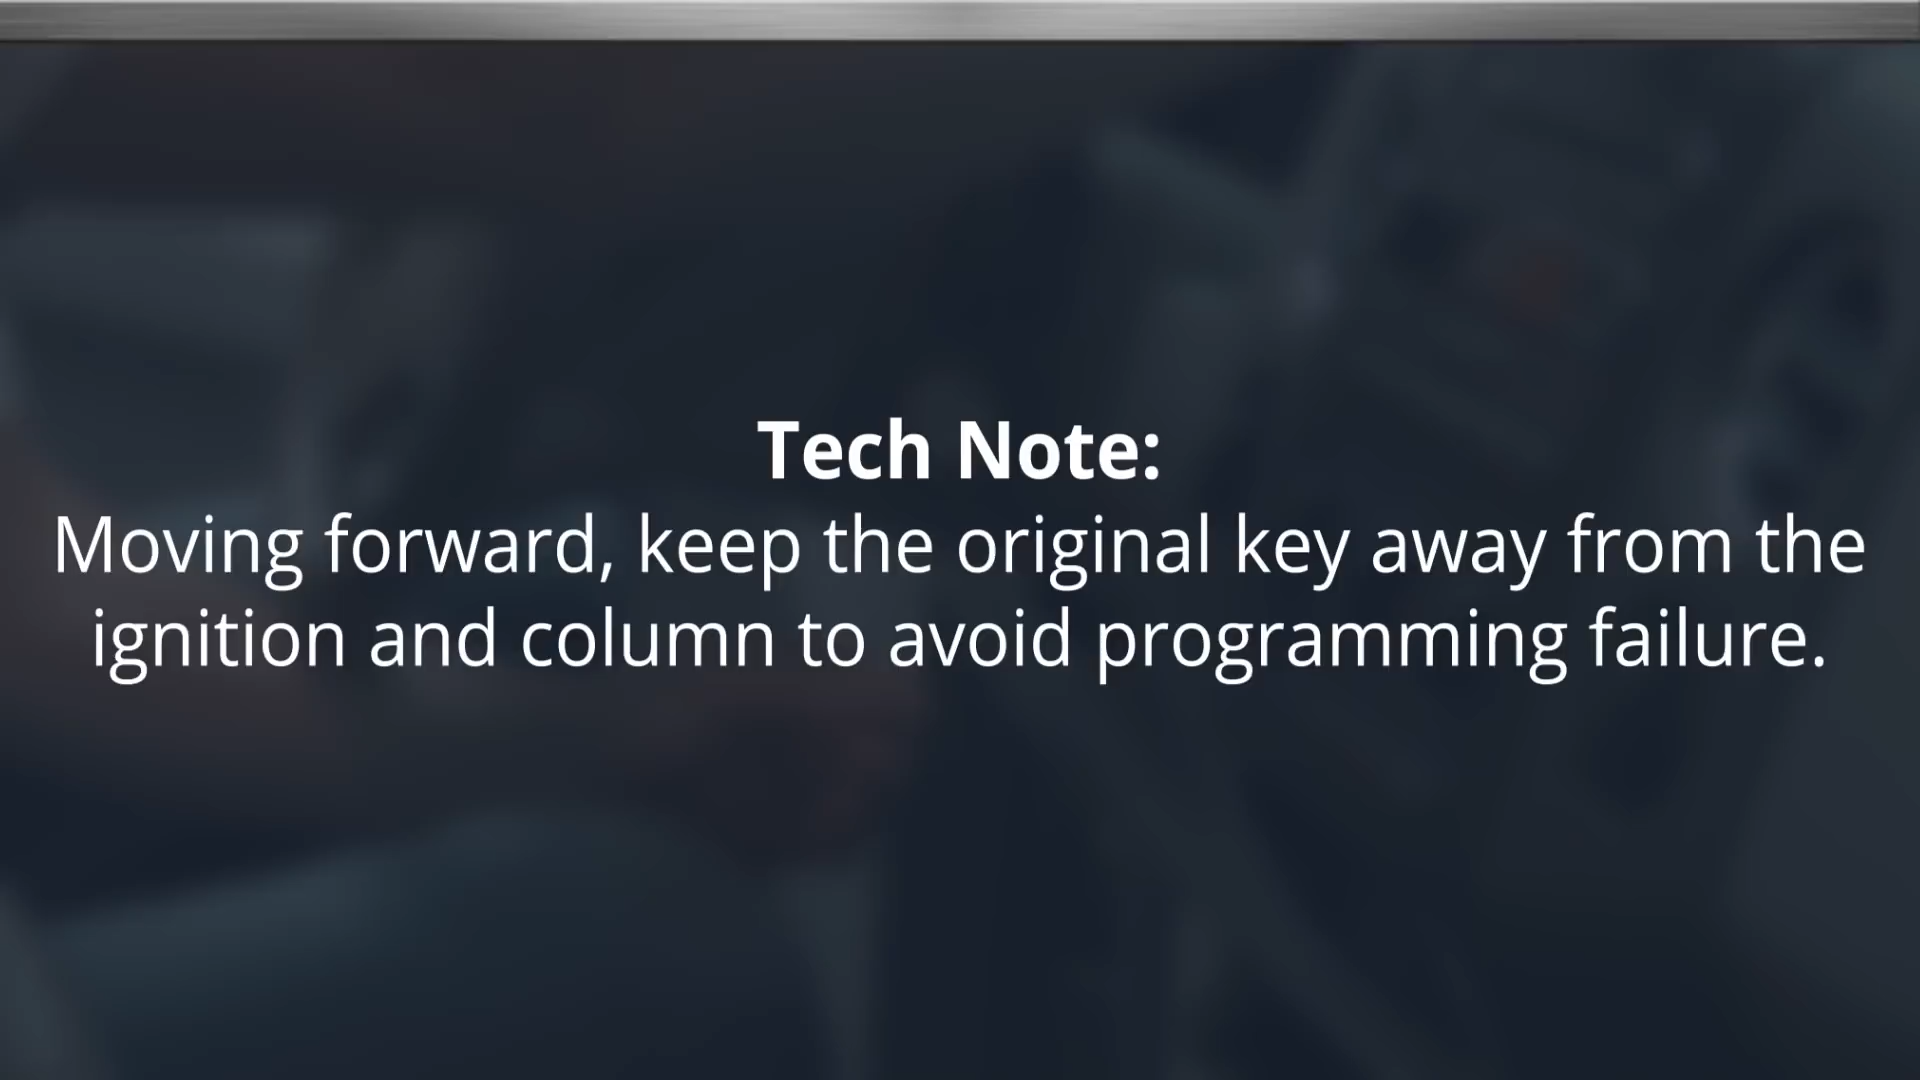 Tech Note:
Moving forward, keep the original key away from the
ignition and column to avoid programming failure.